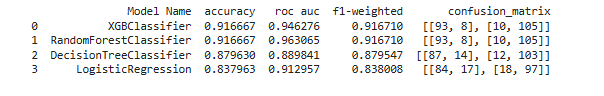 Model Name accuracy roc auc f1-weighted confusion_matrix
0 XGBClassifier 0.916667 0.946276 0.916710 [[93, 8], [10, 105]]
1 RandomForestClassifier 0.916667 0.963065 0.916710 [[93, 8], [10, 105]]
2 DecisionTreeClassifier 0.879630 0.889841 0.879547 [[87, 14], [12, 103]]
3 LogisticRegression 0.837963 0.912957 0.838008 [[84, 17], [18, 97]]